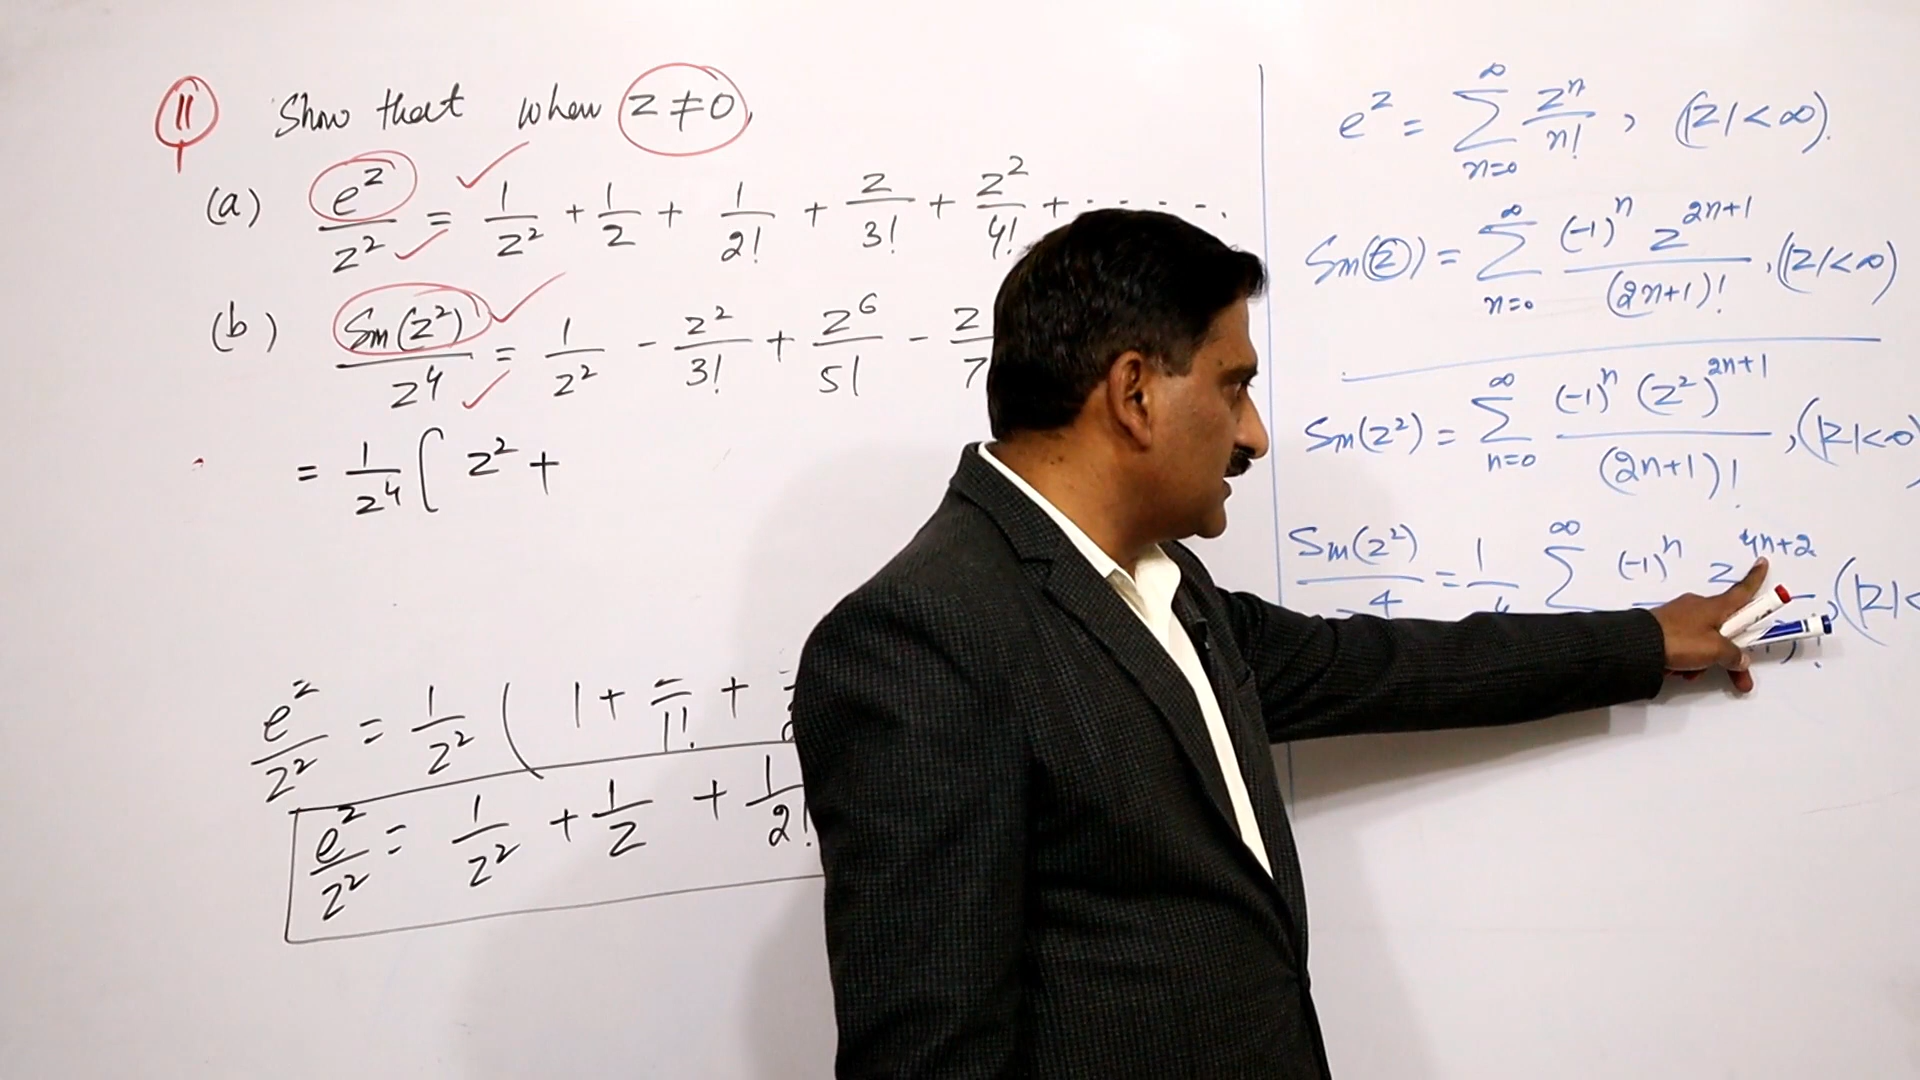 11 Show that when z ≠ 0,
(a) e^z / z^2 = 1/z^2 + 1/z + 1/2! + z/3! + z^2/4! + ......
(b) Sin(z^2) / z^4 = 1/z^2 - z^2/3! + z^6/5! - z/7
= 1/z^4 ( z^2 +
e^z / z^2 = 1/z^2 ( 1 + z/1! +
e^z / z^2 = 1/z^2 + 1/z + 1/2!
e^z = ∑_{n=0}^{∞} z^n / n! , (|z| < ∞).
Sin(z) = ∑_{n=0}^{∞} (-1)^n z^{2n+1} / (2n+1)! , (|z| < ∞)
Sin(z^2) = ∑_{n=0}^{∞} (-1)^n (z^2)^{2n+1} / (2n+1)! , (|z| < ∞)
Sin(z^2) / 4 = 1/4 ∑^{∞} (-1)^n z^{4n+2} / ) ! , (|z| <